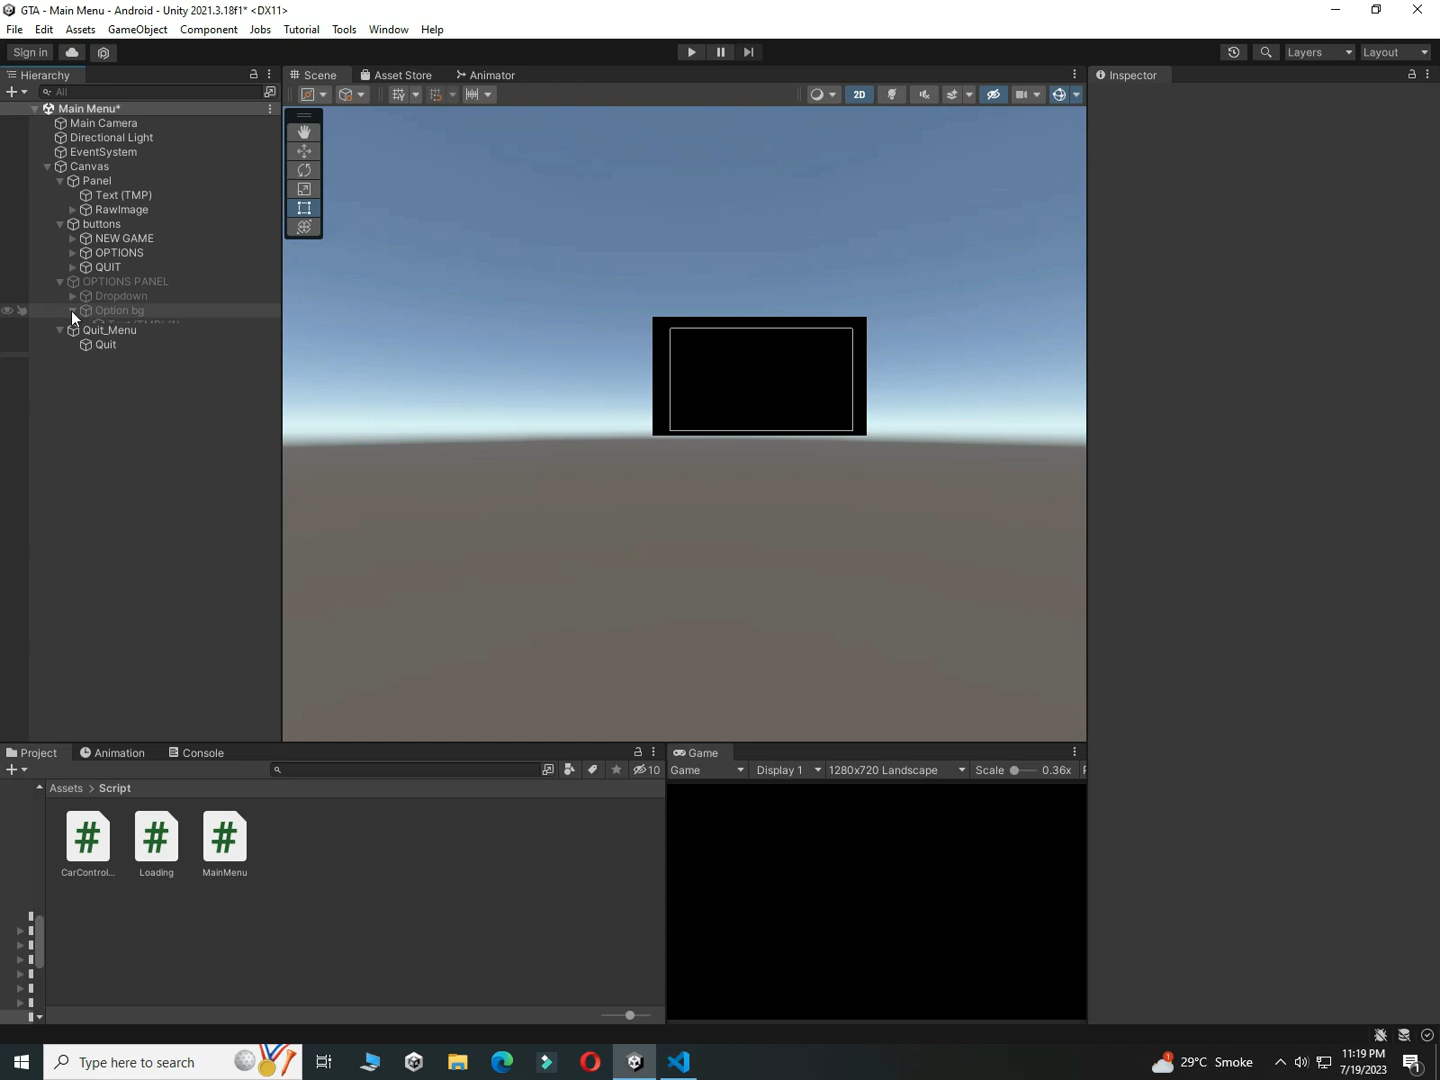 GTA - Main Menu - Android - Unity 2021.3.18f1* <DX11>
File Edit Assets GameObject Component Jobs Tutorial Tools Window Help
Sign in Layers Layout
Hierarchy Scene Asset Store Animator Inspector
All 2D
Main Menu*
Main Camera
Directional Light
EventSystem
Canvas
Panel
Text (TMP)
RawImage
buttons
NEW GAME
OPTIONS
QUIT
OPTIONS PANEL
Dropdown
Option bg
Quit_Menu
Quit
Project Animation Console Game
10 Game Display 1 1280x720 Landscape Scale 0.36x
Assets > Script
CarControl... Loading MainMenu
Type here to search 29°C Smoke 11:19 PM
7/19/2023